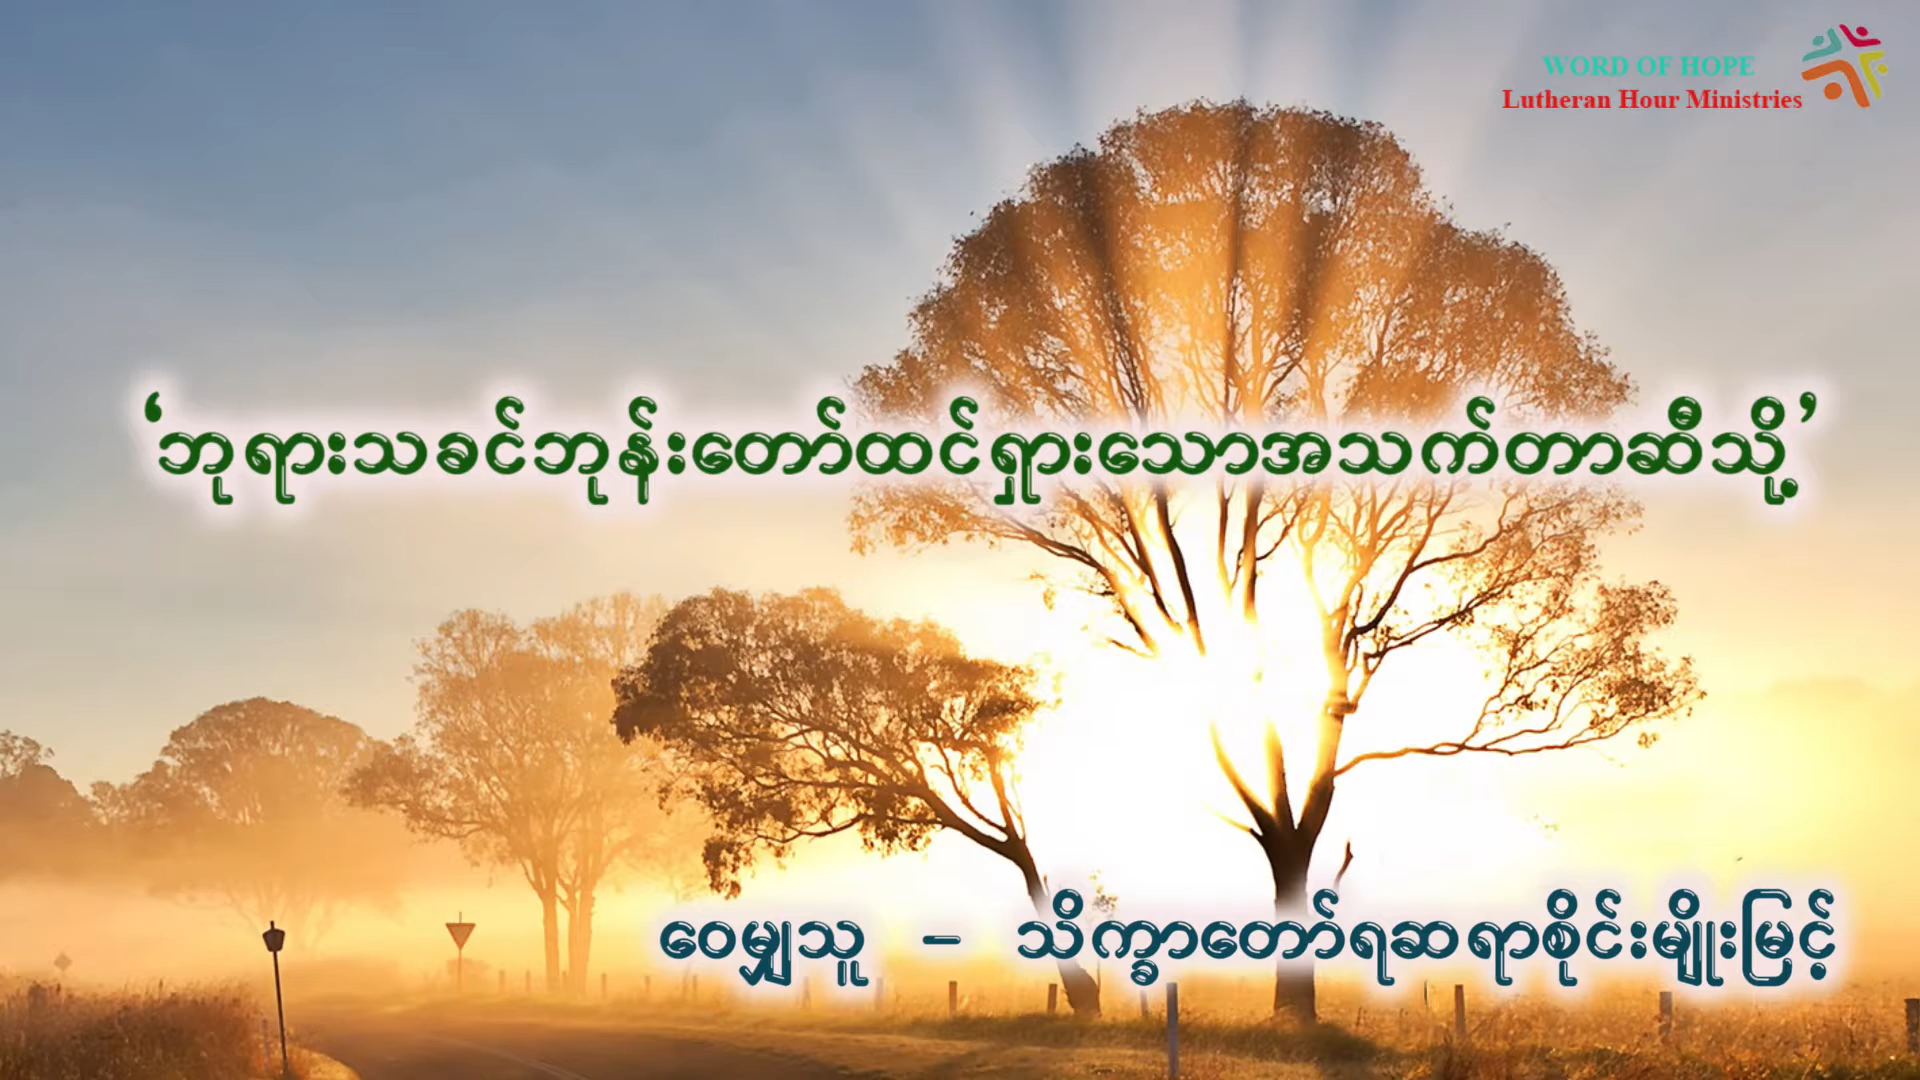 WORD OF HOPE
Lutheran Hour Ministries
‘ဘုရားသခင်ဘုန်းတော်ထင်ရှားသောအသက်တာဆီသို့’
ဝေမျှသူ – သိက္ခာတော်ရဆရာစိုင်းမျိုးမြင့်